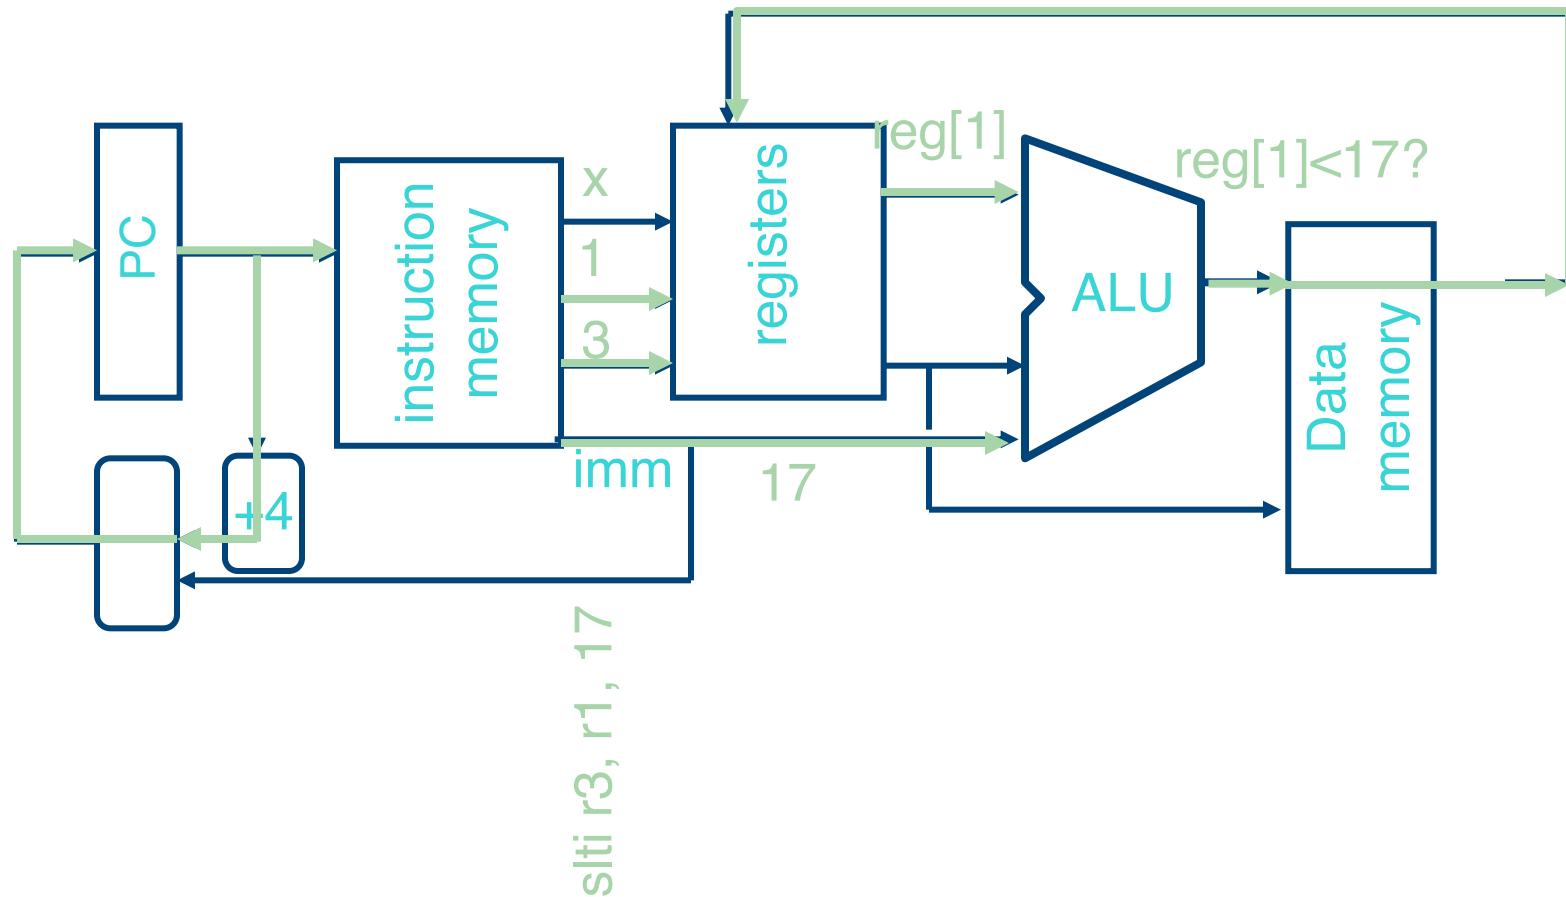 PC
instruction
memory
x
1
3
imm
17
registers
reg[1]
ALU
reg[1]<17?
Data
memory
+4
slti r3, r1, 17